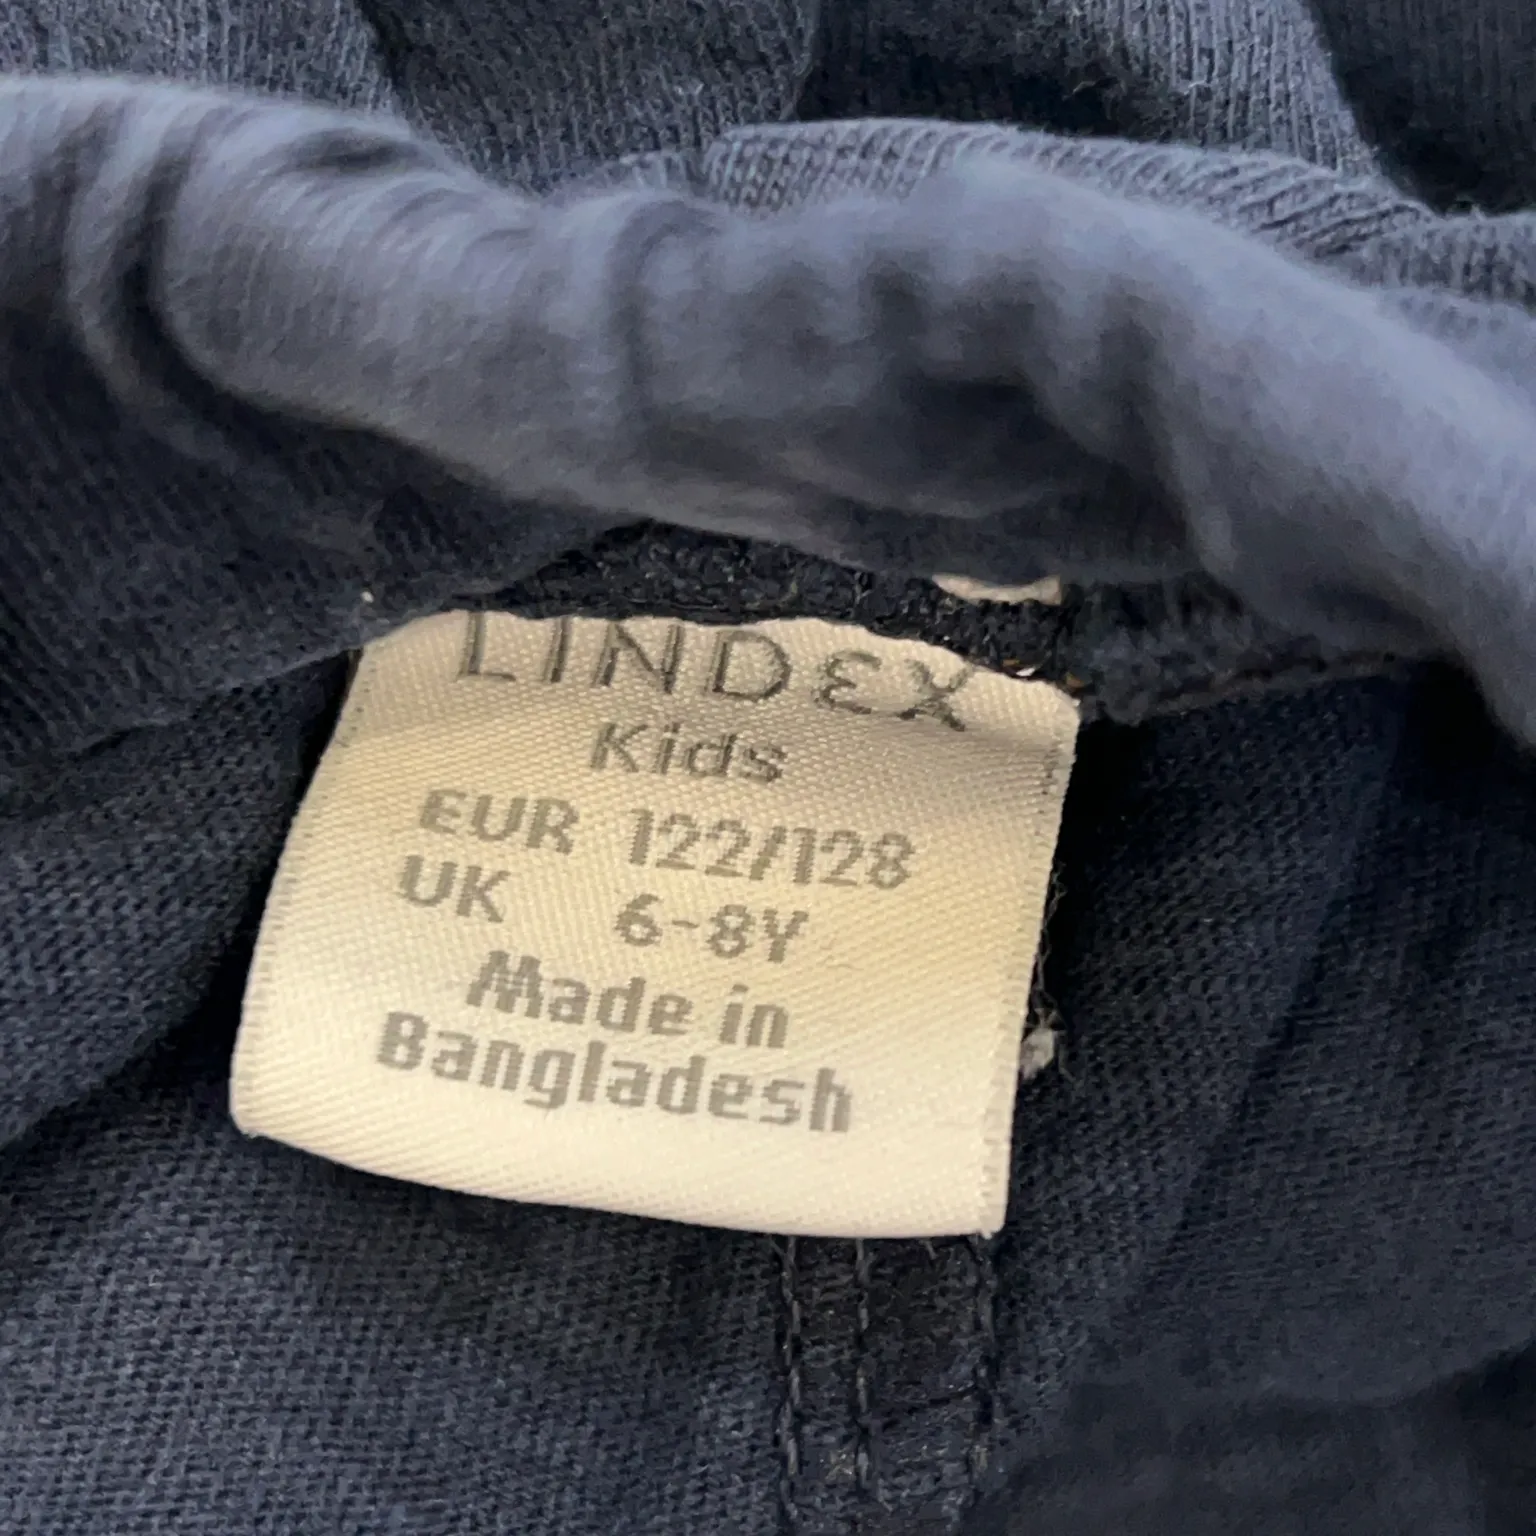 LINDEX
Kids
EUR 122/128
UK 6-8Y
Made in
Bangladesh